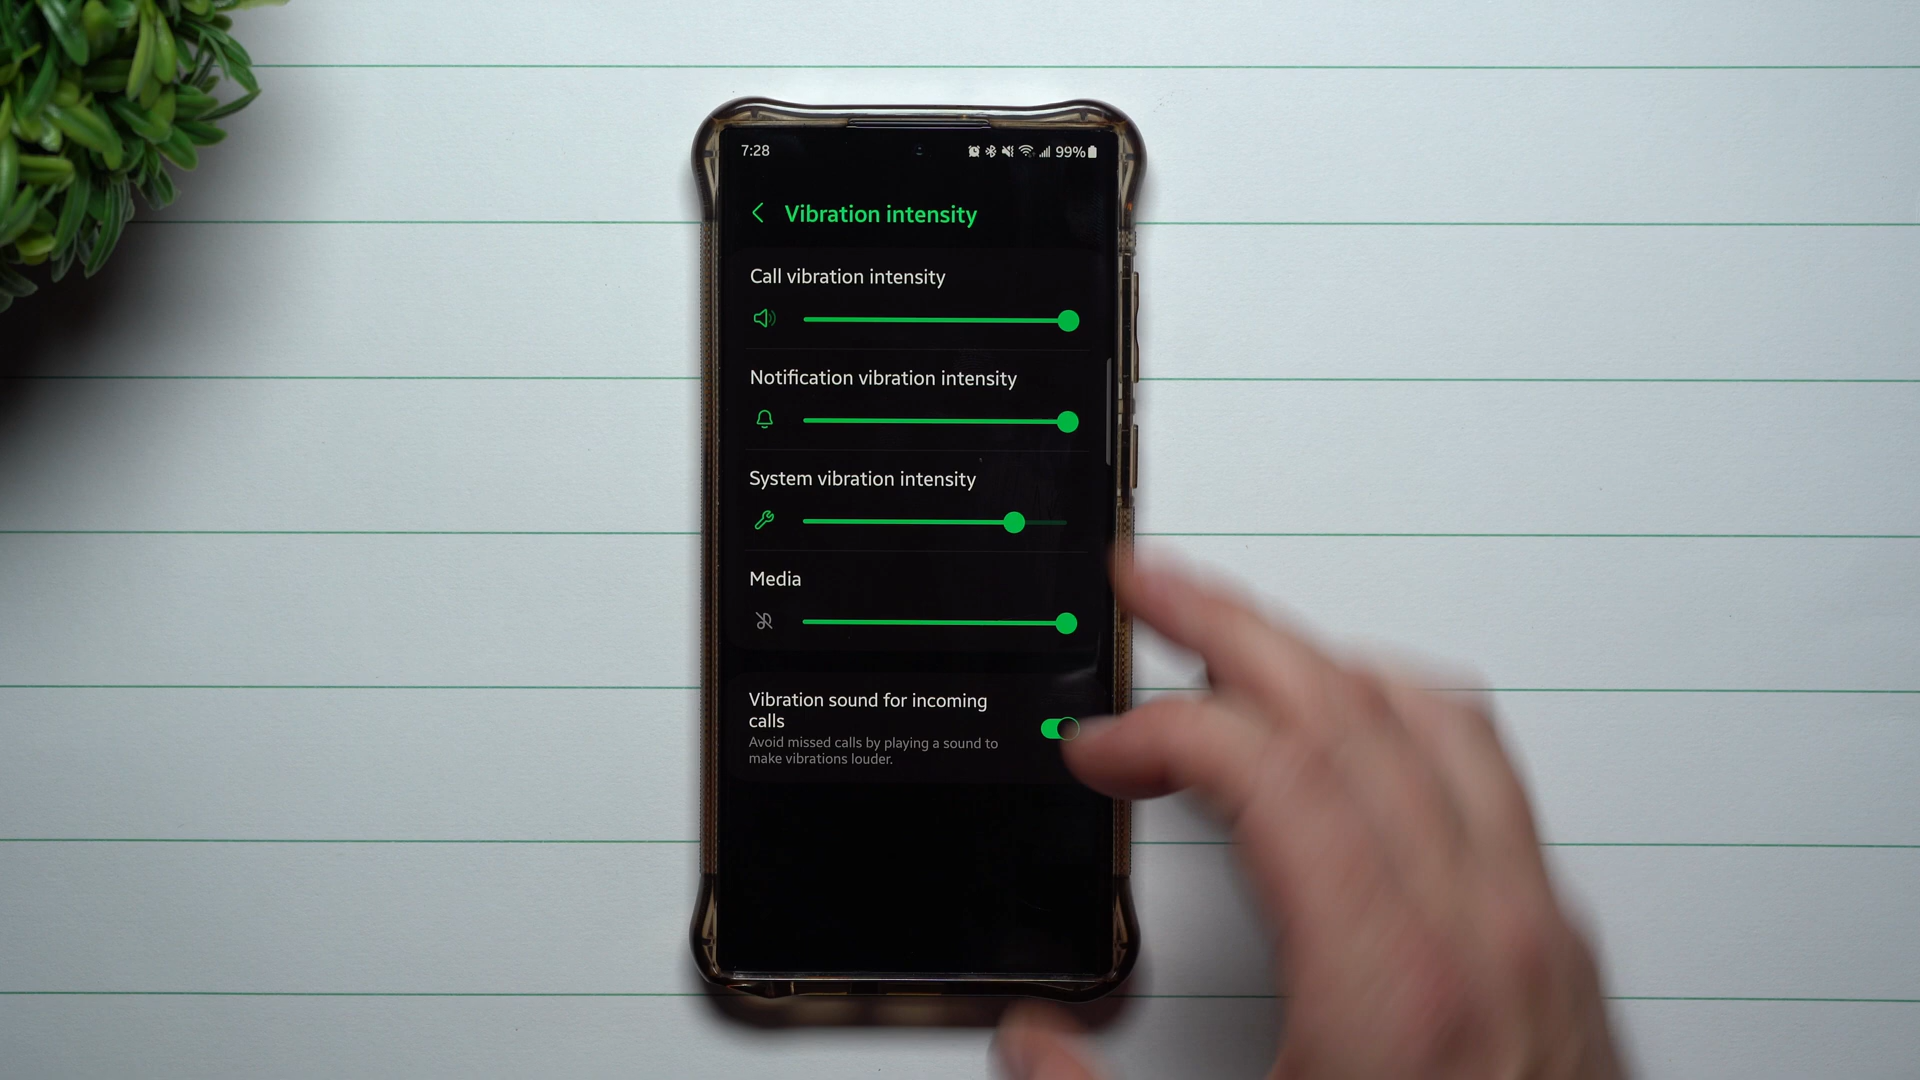 7:28
99%
Vibration intensity
Call vibration intensity
Notification vibration intensity
System vibration intensity
Media
Vibration sound for incoming
calls
Avoid missed calls by playing a sound to
make vibrations louder.